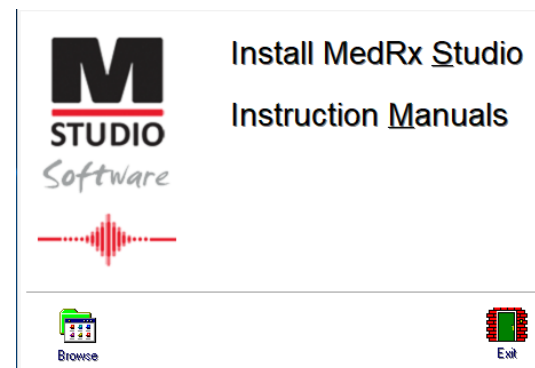 M
STUDIO
Software
Install MedRx Studio
Instruction Manuals
Browse
Exit